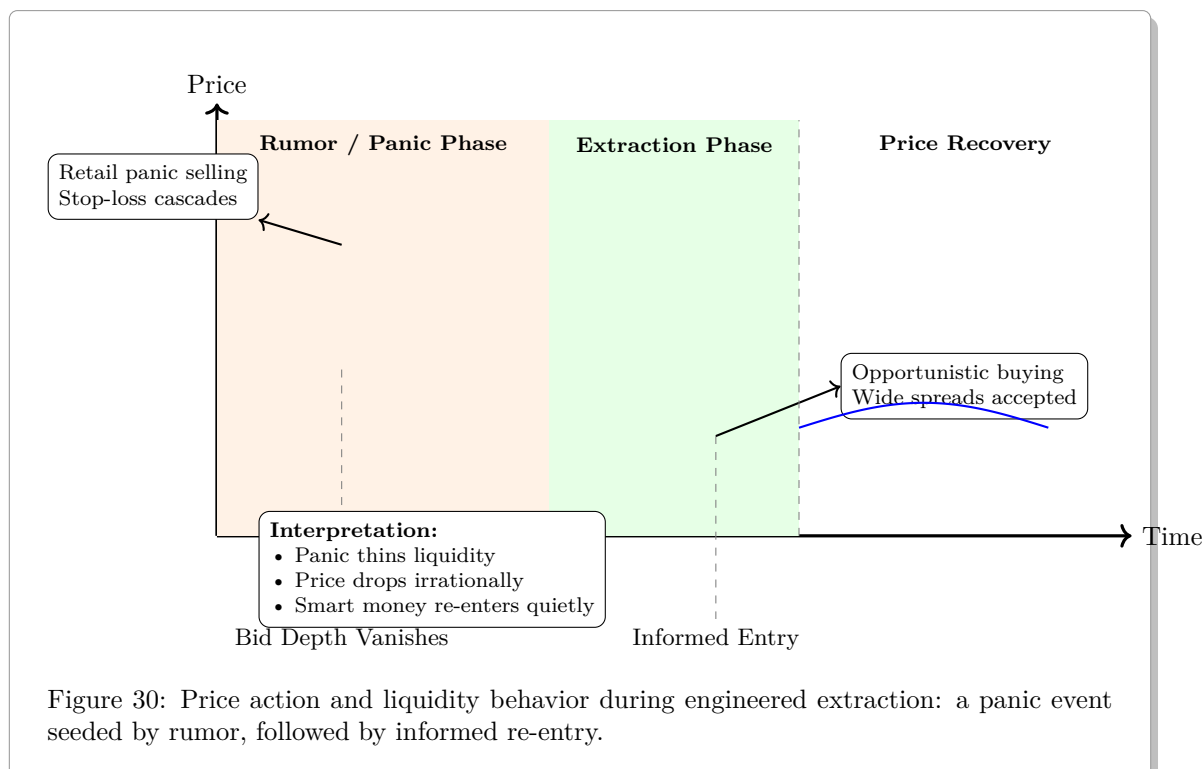 Price
Rumor / Panic Phase
Extraction Phase
Price Recovery
Retail panic selling
Stop-loss cascades
Opportunistic buying
Wide spreads accepted
Time
Interpretation:
• Panic thins liquidity
• Price drops irrationally
• Smart money re-enters quietly
Bid Depth Vanishes
Informed Entry
Figure 30: Price action and liquidity behavior during engineered extraction: a panic event
seeded by rumor, followed by informed re-entry.